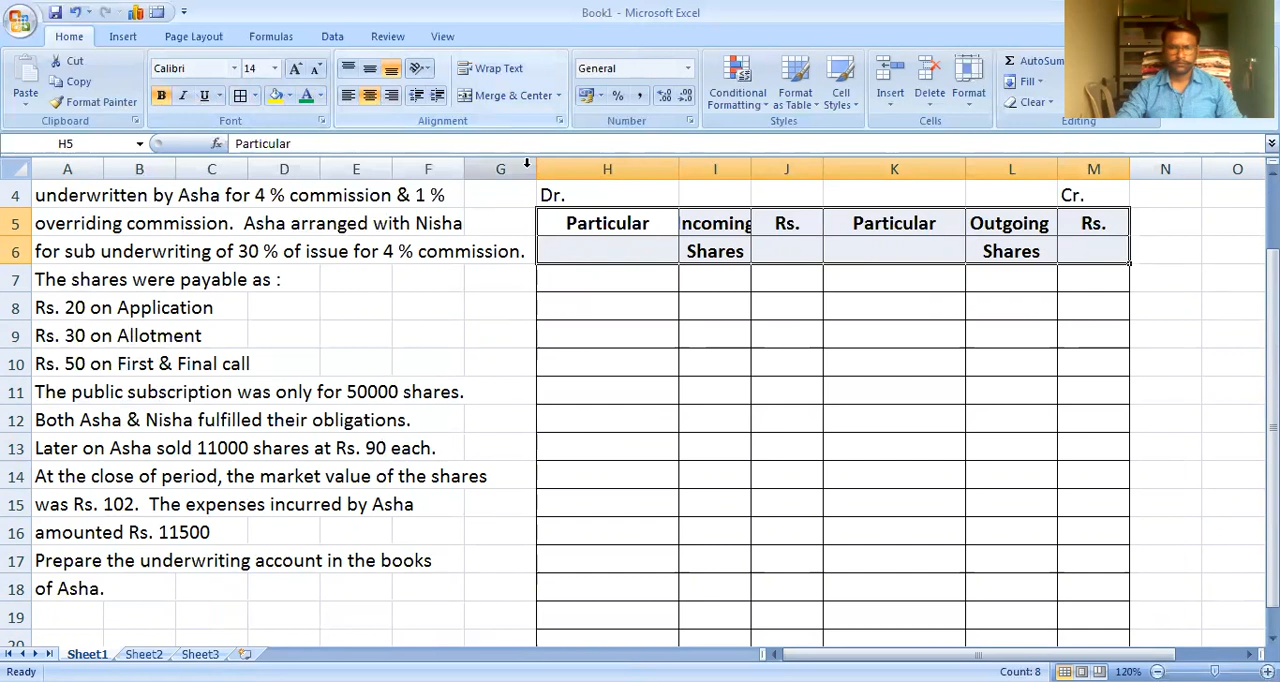 Book1 - Microsoft Excel
Home Insert Page Layout Formulas Data Review View
Paste Cut Copy Format Painter Clipboard
Calibri 14 A A B I U A Font
Wrap Text Merge & Center Alignment
General % , Number
Conditional Formatting Format as Table Cell Styles Styles
Insert Delete Format Cells
Σ AutoSum Fill Clear Editing
H5 fx Particular
A B C D E F G H I J K L M N O
4 underwritten by Asha for 4 % commission & 1 % Dr. Cr.
5 overriding commission. Asha arranged with Nisha Particular ncoming Rs. Particular Outgoing Rs.
6 for sub underwriting of 30 % of issue for 4 % commission. Shares Shares
7 The shares were payable as :
8 Rs. 20 on Application
9 Rs. 30 on Allotment
10 Rs. 50 on First & Final call
11 The public subscription was only for 50000 shares.
12 Both Asha & Nisha fulfilled their obligations.
13 Later on Asha sold 11000 shares at Rs. 90 each.
14 At the close of period, the market value of the shares
15 was Rs. 102. The expenses incurred by Asha
16 amounted Rs. 11500
17 Prepare the underwriting account in the books
18 of Asha.
19
20
Sheet1 Sheet2 Sheet3
Ready Count: 8 120%